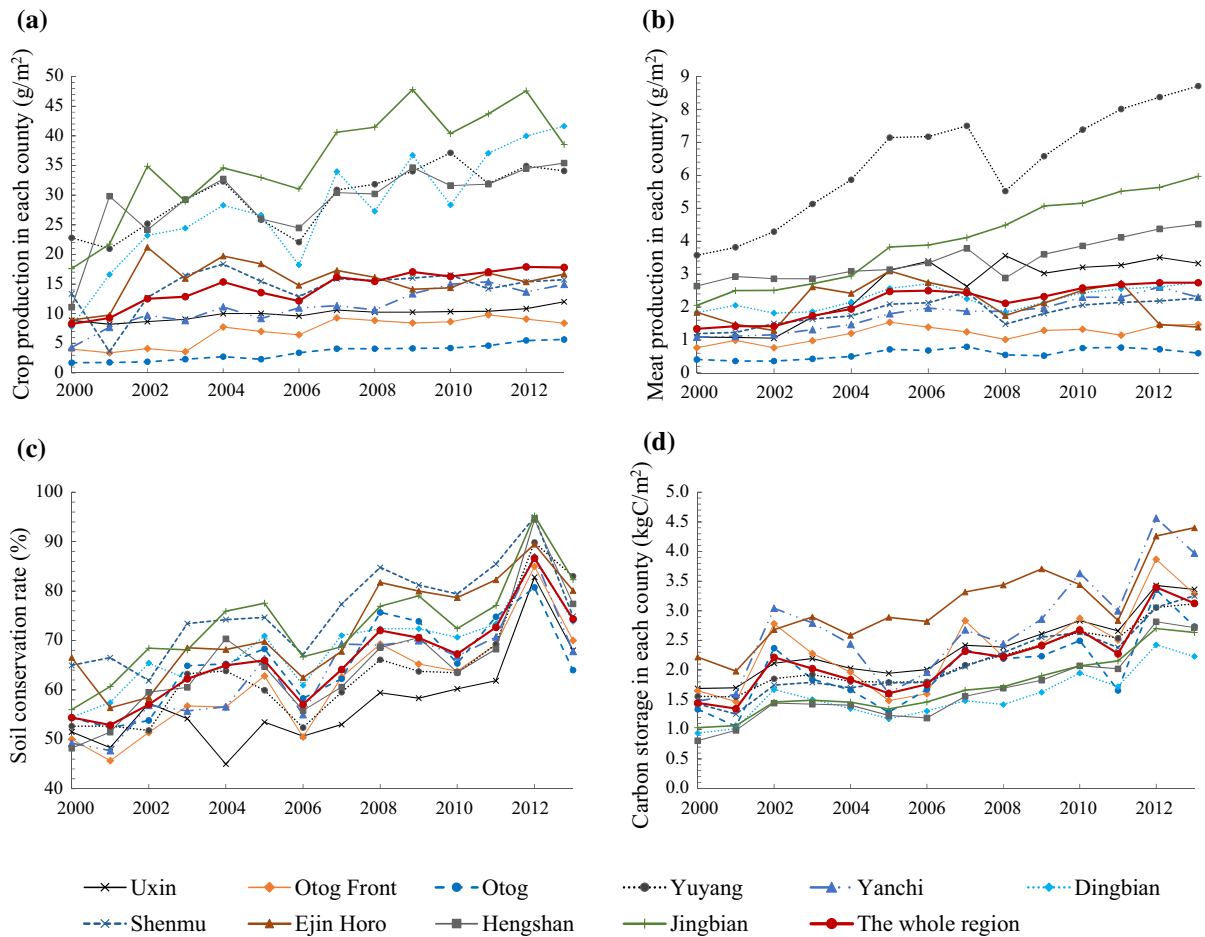 (a)
Crop production in each county (g/m²)
50
45
40
35
30
25
20
15
10
5
0
2000 2002 2004 2006 2008 2010 2012
(b)
Meat production in each county (g/m²)
9
8
7
6
5
4
3
2
1
0
2000 2002 2004 2006 2008 2010 2012
(c)
Soil conservation rate (%)
100
90
80
70
60
50
40
2000 2002 2004 2006 2008 2010 2012
(d)
Carbon storage in each county (kgC/m²)
5.0
4.5
4.0
3.5
3.0
2.5
2.0
1.5
1.0
0.5
0.0
2000 2002 2004 2006 2008 2010 2012
Uxin Otog Front Otog Yuyang Yanchi Dingbian
Shenmu Ejin Horo Hengshan Jingbian The whole region